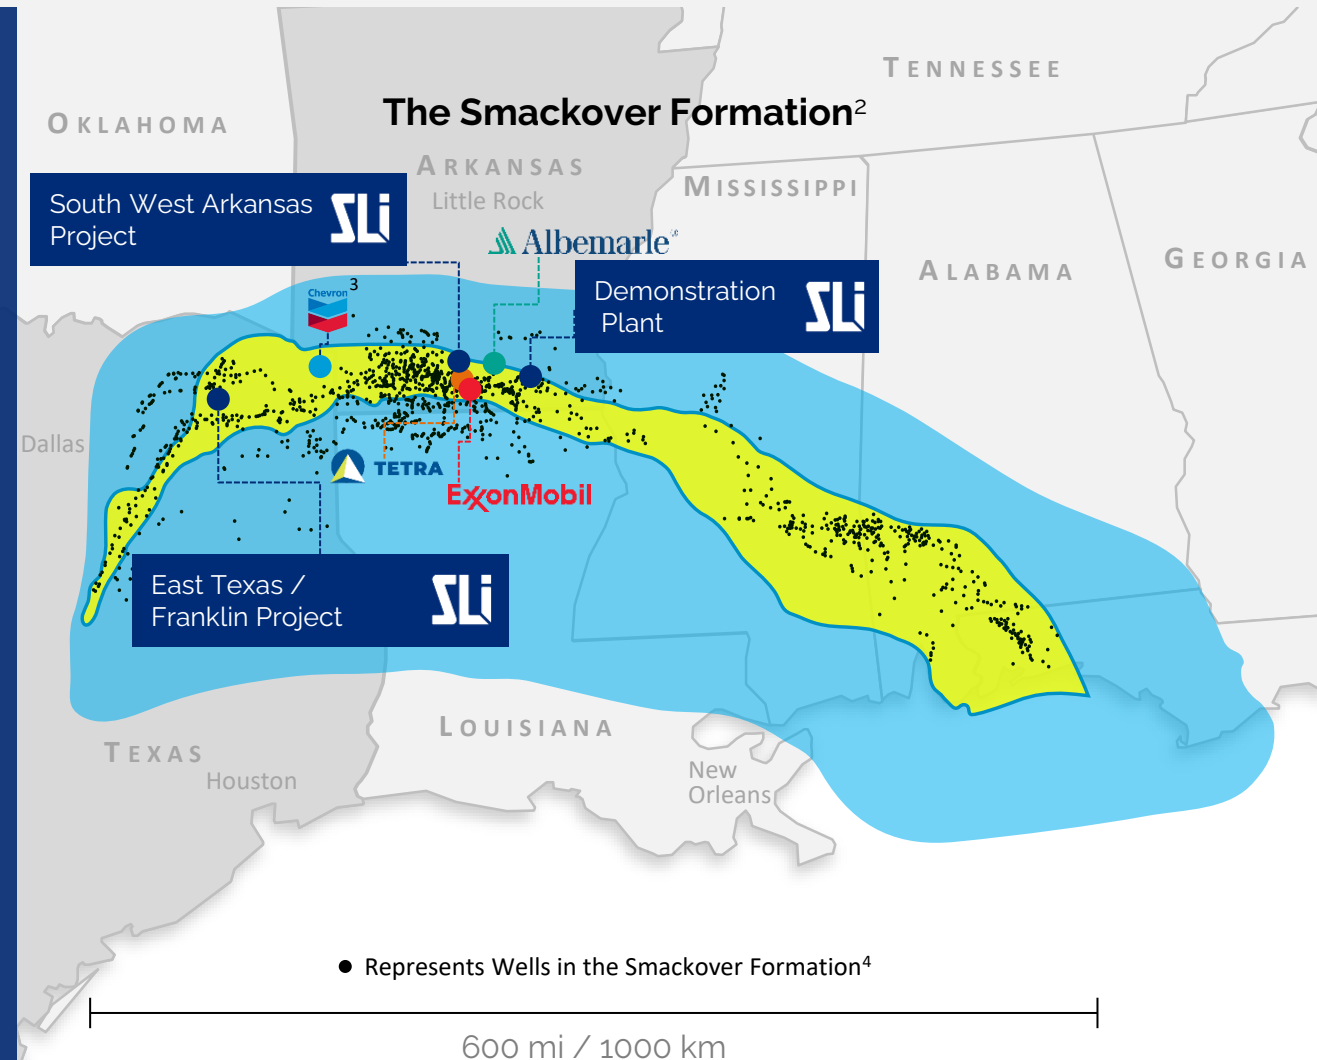 TENNESSEE
The Smackover Formation2
OKLAHOMA
ARKANSAS
Little Rock
MISSISSIPPI
South West Arkansas
Project
SLi
Albemarle®
GEORGIA
ALABAMA
Demonstration
Plant
SLi
Chevron 3
Dallas
TETRA
ExxonMobil
East Texas /
Franklin Project
SLi
LOUISIANA
TEXAS
Houston
New
Orleans
Represents Wells in the Smackover Formation4
600 mi / 1000 km